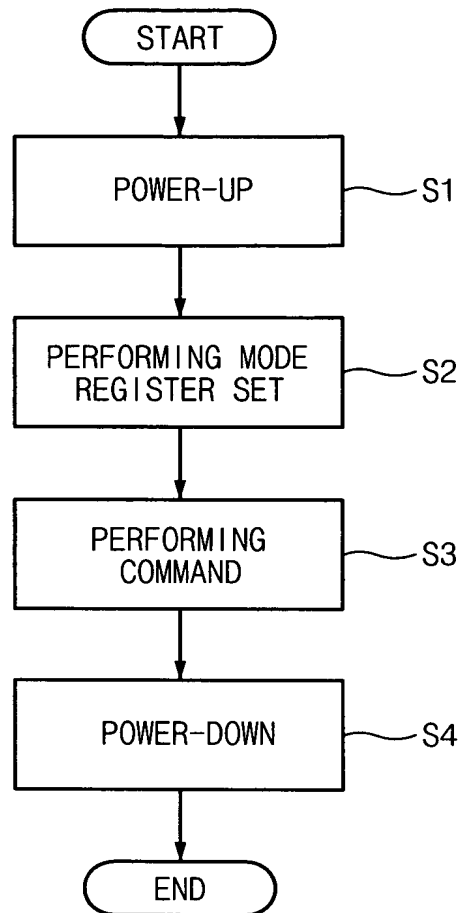 START
POWER-UP
S1
PERFORMING MODE
REGISTER SET
S2
PERFORMING
COMMAND
S3
POWER-DOWN
S4
END